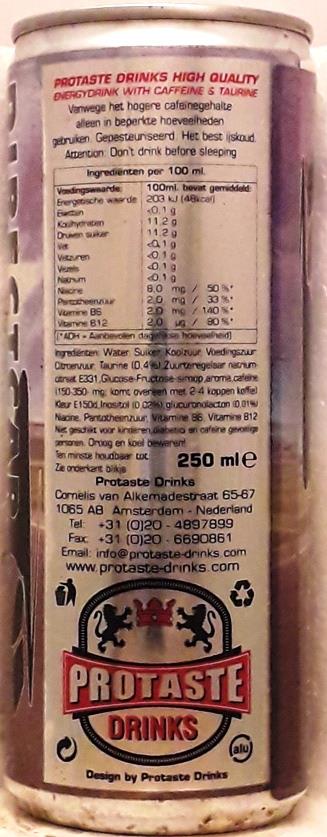 PROTASTE DRINKS HIGH QUALITY
ENERGYDRINK WITH CAFFEINE & TAURINE
Vanwege het hogere cafeïnegehalte
alleen in beperkte hoeveelheden
gebruiken. Gepasteuriseerd. Het best ijskoud.
Attention: Don't drink before sleeping
Ingredienten per 100 ml.
Voedingswaarde: 100ml. bevat gemiddeld:
Energetische waarde 203 kJ (48kcal)
Eiwitten <0.1 g
Koolhydraten 11.2 g
Druiven suiker 11.2 g
Vet <0.1 g
Vetzuren <0.1 g
Vezels <0.1 g
Natrium <0.1 g
Niacine 8.0 mg / 50 %*
Pantotheenzuur 2.0 mg / 33 %*
Vitamine B6 2.0 mg / 140 %*
Vitamine B12 2.0 µg / 80 %*
(*ADH = Aanbevolen dagelijkse hoeveelheid)
Ingredienten: Water, Suiker, Koolzuur, Voedingszuur
Citroenzuur, Taurine (0.4%), Zuurteregelaar natrium-
citraat E331, Glucose-Fructose-siroop, aroma, cafeïne
(150-350 mg. komt overeen met 2-4 koppen koffie)
Kleur E150d, Inositol (0.02%) glucuronolacton (0.01%)
Niacine, Pantotheenzuur, Vitamine B6, Vitamine B12
Niet geschikt voor kinderen, diabetici en cafeïne gevoelige
personen. Droog en koel bewaren!
Ten minste houdbaar tot:
Zie onderkant blikje
250 ml e
Protaste Drinks
Cornelis van Alkemadestraat 65-67
1065 AB Amsterdam - Nederland
Tel: +31 (0)20 - 4897899
Fax: +31 (0)20 - 6690861
Email: info@protaste-drinks.com
www.protaste-drinks.com
PROTASTE
DRINKS
alu
Design by Protaste Drinks